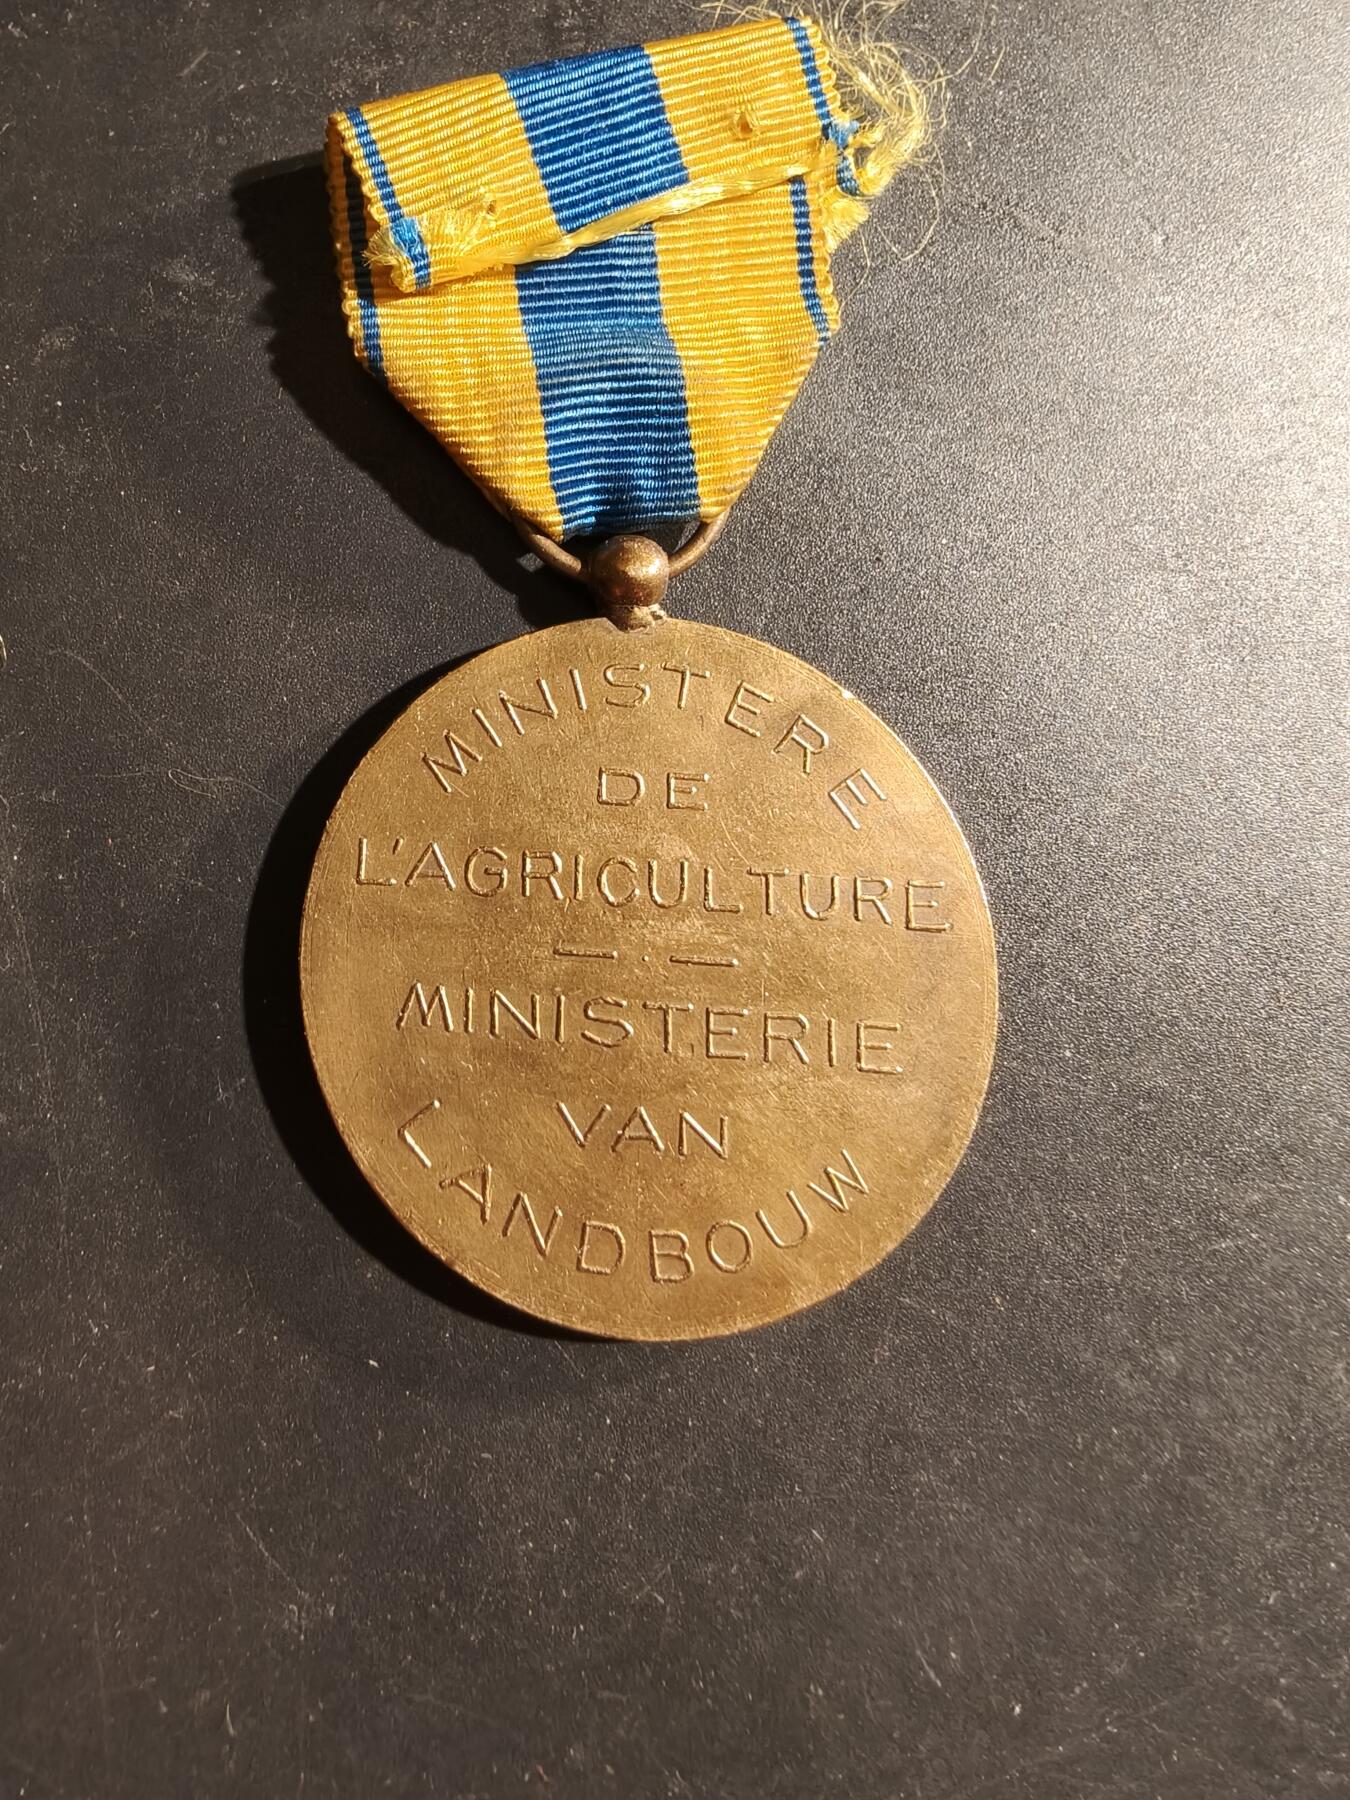 MINISTERE
DE
L'AGRICULTURE
— . —
MINISTERIE
VAN
LANDBOUW